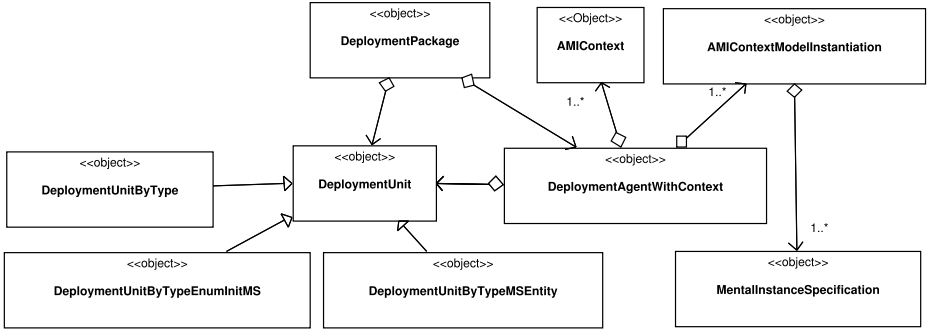 <<object>>
DeploymentPackage
<<Object>>
AMIContext
<<object>>
AMIContextModelInstantiation
1..*
1..*
<<object>>
DeploymentUnitByType
<<object>>
DeploymentUnit
<<object>>
DeploymentAgentWithContext
1..*
<<object>>
DeploymentUnitByTypeEnumInitMS
<<object>>
DeploymentUnitByTypeMSEntity
<<object>>
MentalInstanceSpecification